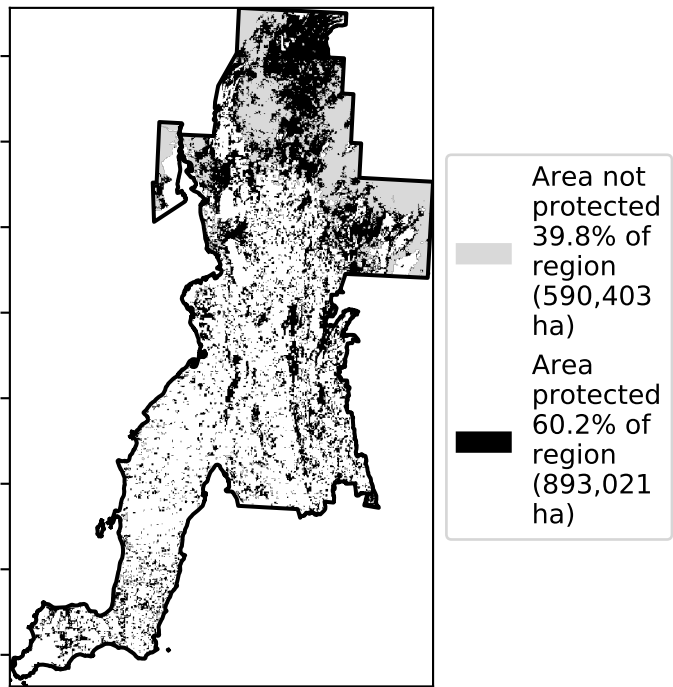 Area not
protected
39.8% of
region
(590,403
ha)
Area
protected
60.2% of
region
(893,021
ha)